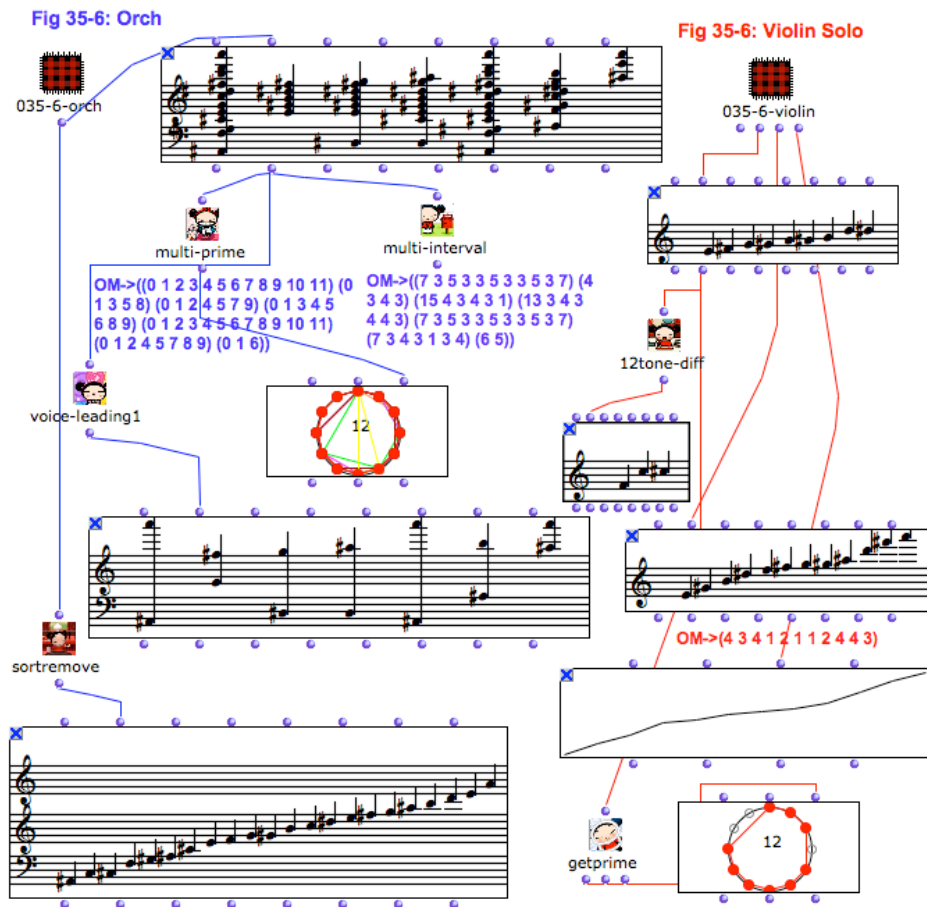 Fig 35-6: Orch
Fig 35-6: Violin Solo
035-6-orch
035-6-violin
multi-prime
multi-interval
OM->((0 1 2 3 4 5 6 7 8 9 10 11) (0
1 3 5 8) (0 1 2 4 5 7 9) (0 1 3 4 5
6 8 9) (0 1 2 3 4 5 6 7 8 9 10 11)
(0 1 2 4 5 7 8 9) (0 1 6))
OM->((7 3 5 3 3 5 3 3 5 3 7) (4
3 4 3) (15 4 3 4 3 1) (13 3 4 3
4 4 3) (7 3 5 3 3 5 3 3 5 3 7)
(7 3 4 3 1 3 4) (6 5))
12tone-diff
voice-leading1
12
OM->(4 3 4 1 2 1 1 2 4 4 3)
sortremove
getprime
12